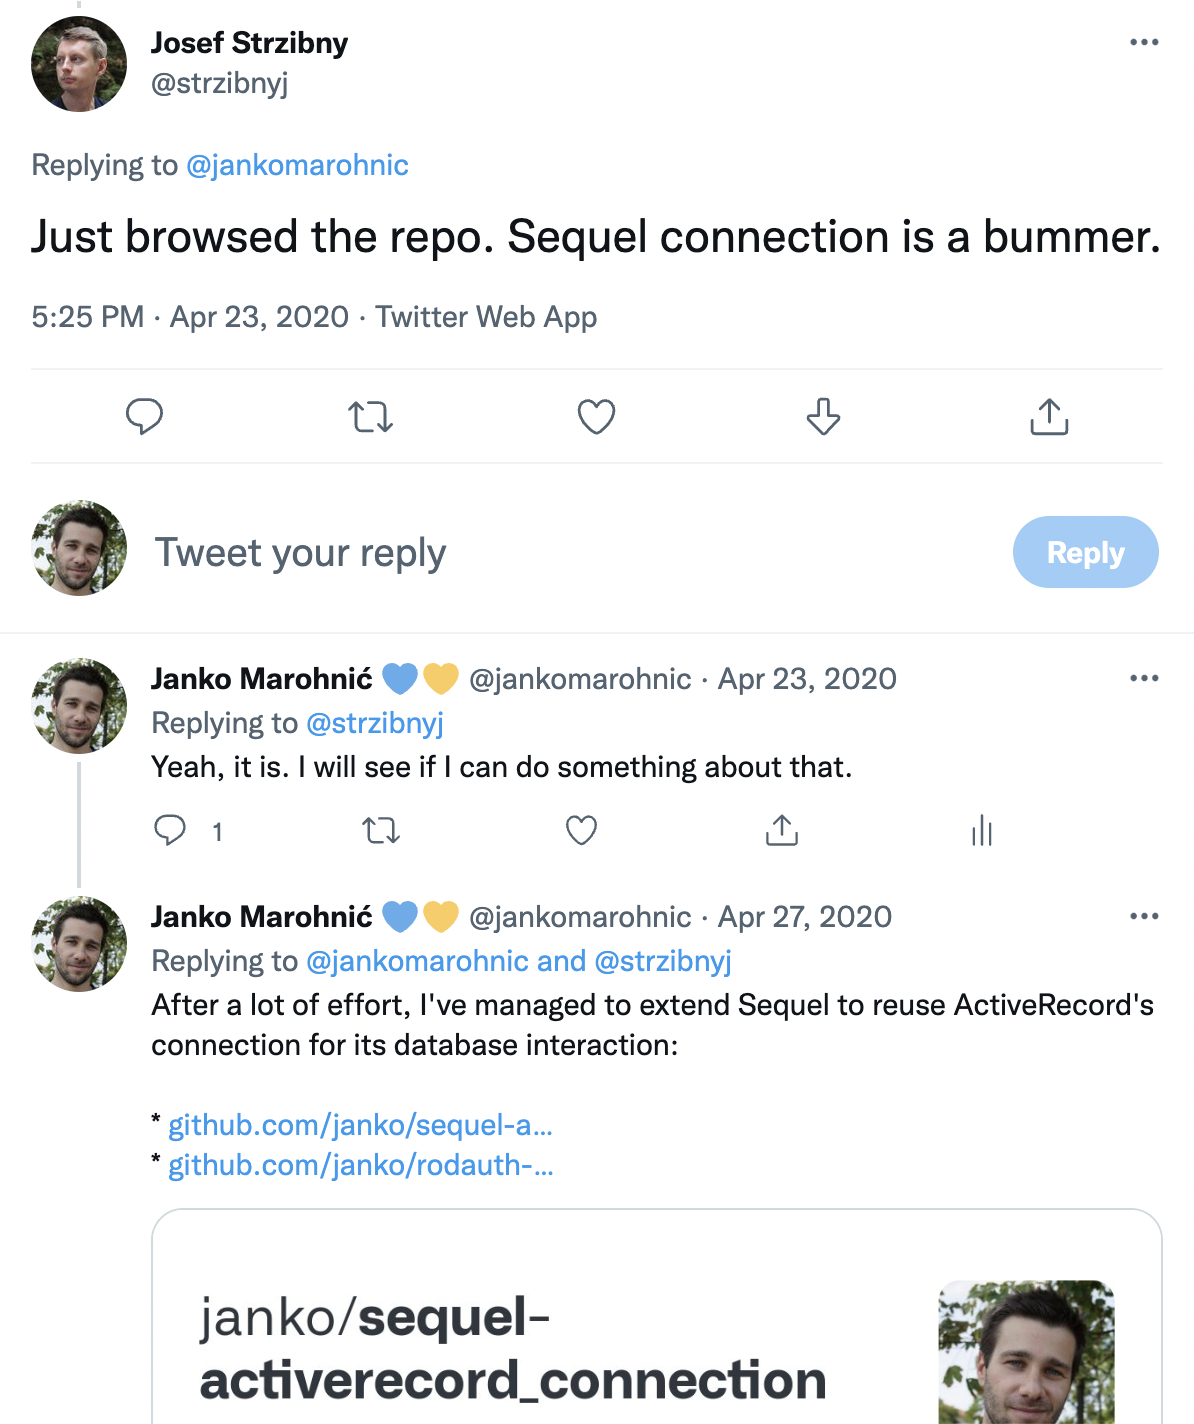 Josef Strzibny
@strzibnyj
Replying to @jankomarohnic
Just browsed the repo. Sequel connection is a bummer.
5:25 PM · Apr 23, 2020 · Twitter Web App
Tweet your reply
Reply
Janko Marohnić 💙💛 @jankomarohnic · Apr 23, 2020
Replying to @strzibnyj
Yeah, it is. I will see if I can do something about that.
1
Janko Marohnić 💙💛 @jankomarohnic · Apr 27, 2020
Replying to @jankomarohnic and @strzibnyj
After a lot of effort, I've managed to extend Sequel to reuse ActiveRecord's
connection for its database interaction:
* github.com/janko/sequel-a...
* github.com/janko/rodauth-...
janko/sequel-
activerecord_connection